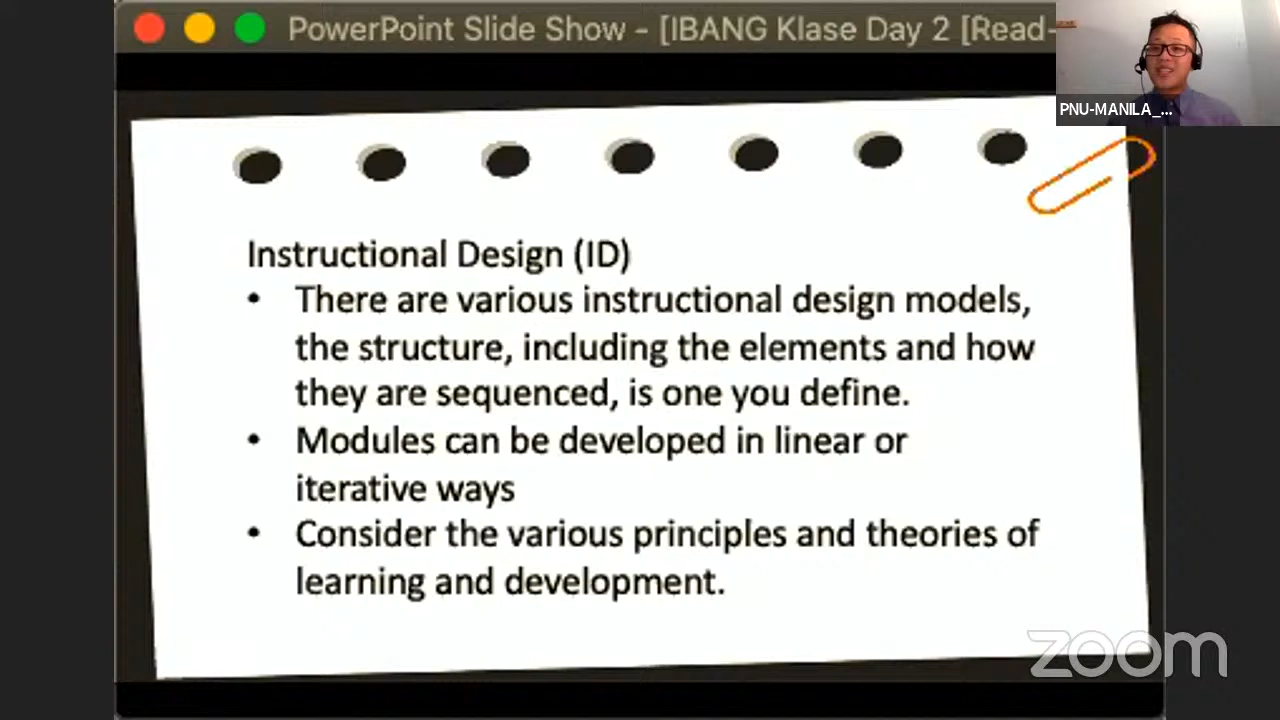 PowerPoint Slide Show - [IBANG Klase Day 2 [Read-
PNU-MANILA_...
Instructional Design (ID)
• There are various instructional design models,
the structure, including the elements and how
they are sequenced, is one you define.
• Modules can be developed in linear or
iterative ways
• Consider the various principles and theories of
learning and development.
zoom